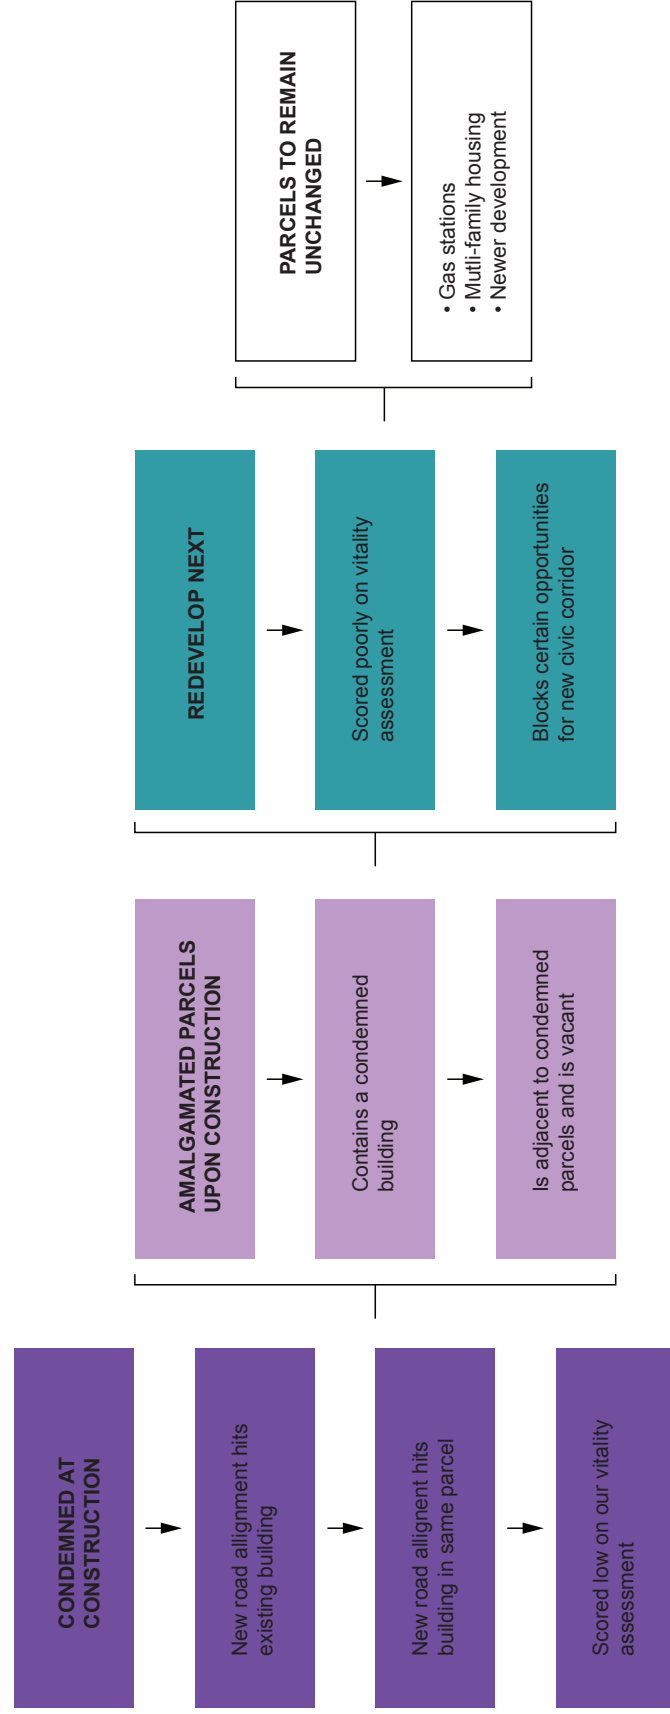 CONDEMNED AT
CONSTRUCTION
New road allignment hits
existing building
New road allignent hits
building in same parcel
Scored low on our vitality
assessment
AMALGAMATED PARCELS
UPON CONSTRUCTION
Contains a condemned
building
Is adjacent to condemned
parcels and is vacant
REDEVELOP NEXT
Scored poorly on vitality
assessment
Blocks certain opportunities
for new civic corridor
PARCELS TO REMAIN
UNCHANGED
• Gas stations
• Mutli-family housing
• Newer development